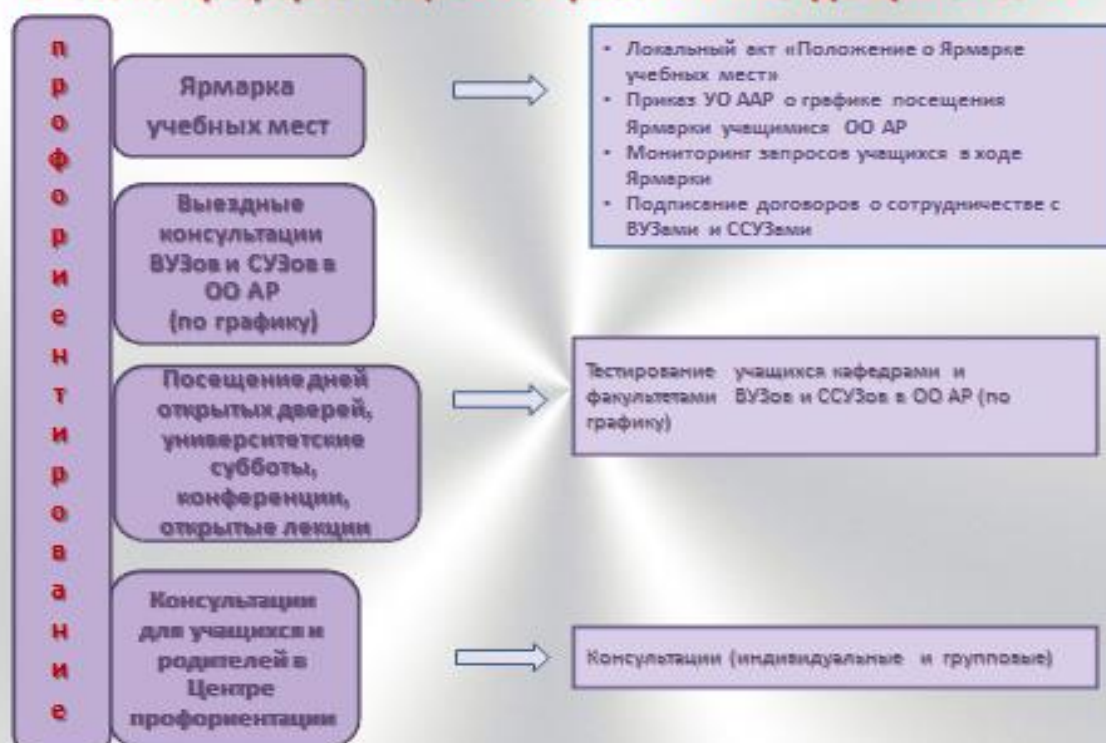 профориентирование
Ярмарка
учебных мест
Выездные
консультации
ВУЗов и СУЗов в
ОО АР
(по графику)
Посещение дней
открытых дверей,
университетские
субботы,
конференции,
открытые лекции
Консультации
для учащихся и
родителей в
Центре
профориентации
• Локальный акт «Положение о Ярмарке
учебных мест»
• Приказ УО ААР о графике посещения
Ярмарки учащимися ОО АР
• Мониторинг запросов учащихся в ходе
Ярмарки
• Подписание договоров о сотрудничестве с
ВУЗами и ССУЗами
Тестирование учащихся кафедрами и
факультетами ВУЗов и ССУЗов в ОО АР (по
графику)
Консультации (индивидуальные и групповые)